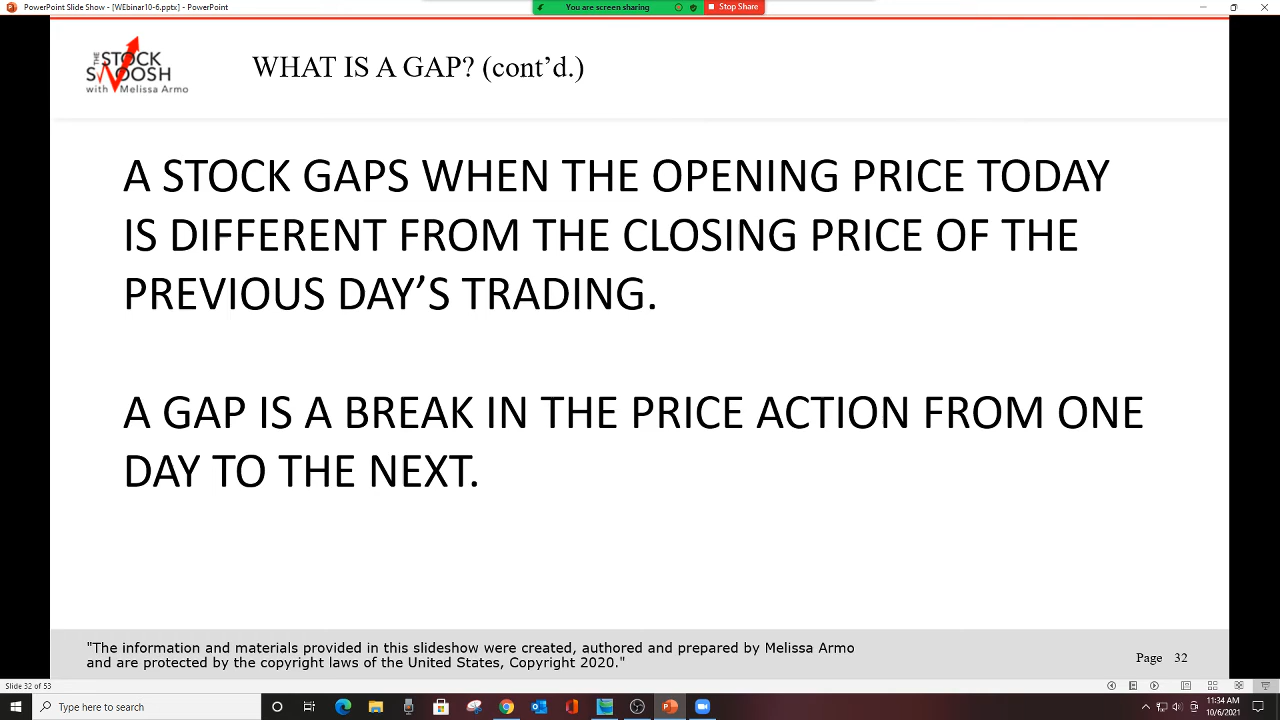 PowerPoint Slide Show - [WEbinar10-6.pptx] - PowerPoint
You are screen sharing
Stop Share
THE
STOCK
SWOOSH
with Melissa Armo
WHAT IS A GAP? (cont’d.)
A STOCK GAPS WHEN THE OPENING PRICE TODAY
IS DIFFERENT FROM THE CLOSING PRICE OF THE
PREVIOUS DAY’S TRADING.
A GAP IS A BREAK IN THE PRICE ACTION FROM ONE
DAY TO THE NEXT.
"The information and materials provided in this slideshow were created, authored and prepared by Melissa Armo
and are protected by the copyright laws of the United States, Copyright 2020."
Page 32
Slide 32 of 53
Type here to search
11:34 AM
10/6/2021